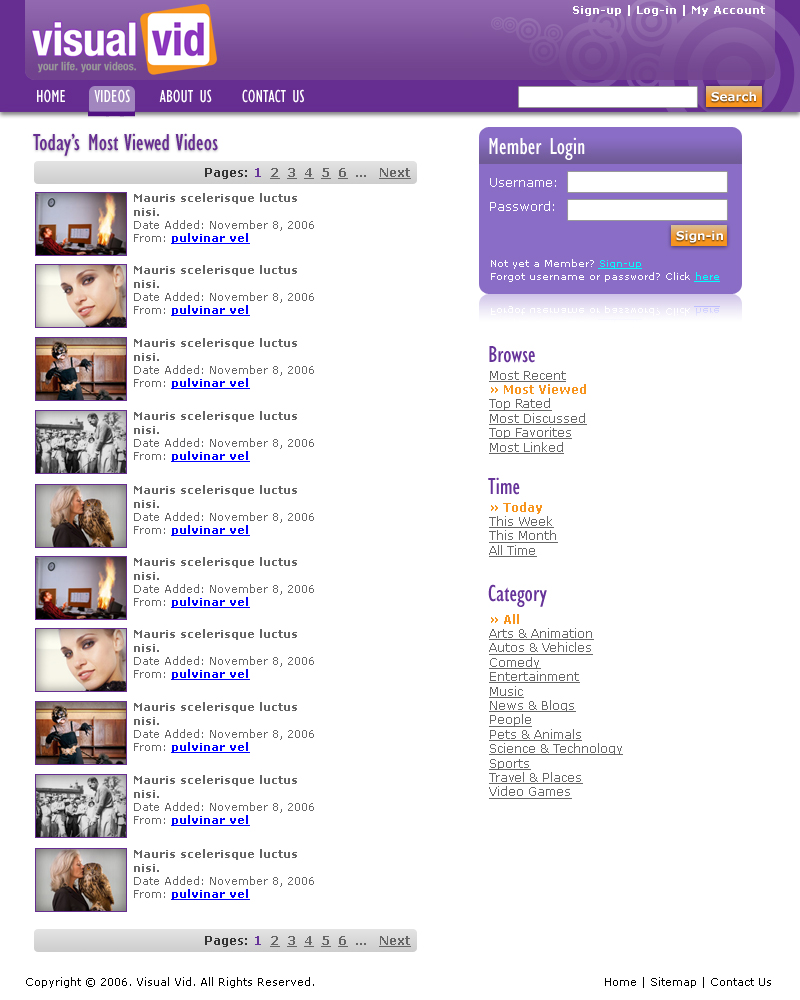 Sign-up | Log-in | My Account
visual vid
your life. your videos.
HOME VIDEOS ABOUT US CONTACT US Search
Today's Most Viewed Videos
Pages: 1 2 3 4 5 6 ... Next
Mauris scelerisque luctus
nisi.
Date Added: November 8, 2006
From: pulvinar vel
Mauris scelerisque luctus
nisi.
Date Added: November 8, 2006
From: pulvinar vel
Mauris scelerisque luctus
nisi.
Date Added: November 8, 2006
From: pulvinar vel
Mauris scelerisque luctus
nisi.
Date Added: November 8, 2006
From: pulvinar vel
Mauris scelerisque luctus
nisi.
Date Added: November 8, 2006
From: pulvinar vel
Mauris scelerisque luctus
nisi.
Date Added: November 8, 2006
From: pulvinar vel
Mauris scelerisque luctus
nisi.
Date Added: November 8, 2006
From: pulvinar vel
Mauris scelerisque luctus
nisi.
Date Added: November 8, 2006
From: pulvinar vel
Mauris scelerisque luctus
nisi.
Date Added: November 8, 2006
From: pulvinar vel
Mauris scelerisque luctus
nisi.
Date Added: November 8, 2006
From: pulvinar vel
Pages: 1 2 3 4 5 6 ... Next
Member Login
Username:
Password:
Sign-in
Not yet a Member? Sign-up
Forgot username or password? Click here
Browse
Most Recent
» Most Viewed
Top Rated
Most Discussed
Top Favorites
Most Linked
Time
» Today
This Week
This Month
All Time
Category
» All
Arts & Animation
Autos & Vehicles
Comedy
Entertainment
Music
News & Blogs
People
Pets & Animals
Science & Technology
Sports
Travel & Places
Video Games
Copyright © 2006. Visual Vid. All Rights Reserved.
Home | Sitemap | Contact Us